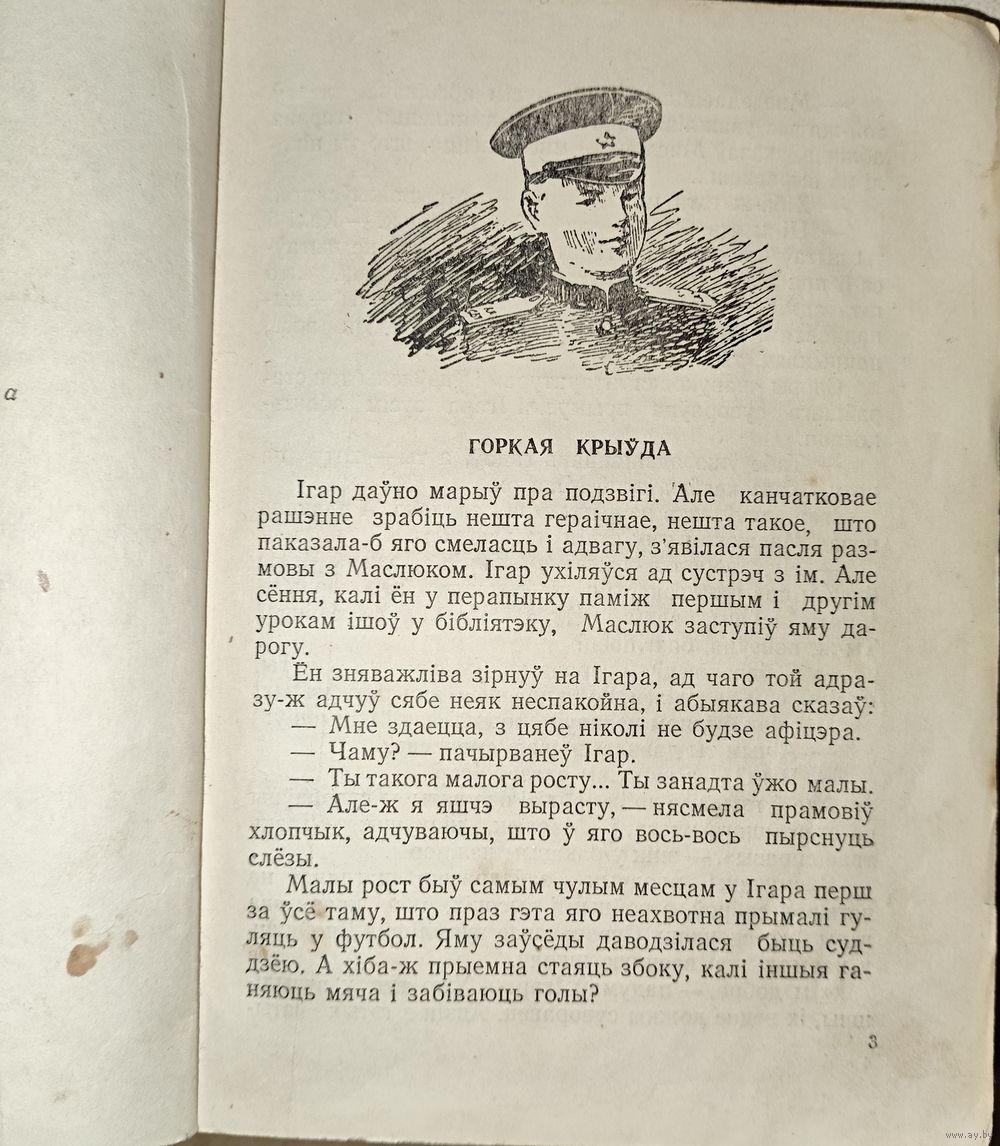 а
ГОРКАЯ КРЫЎДА
Ігар даўно марыў пра подзвігі. Але канчатковае
рашэнне зрабіць нешта гераічнае, нешта такое, што
паказала-б яго смеласць і адвагу, з’явілася пасля раз-
мовы з Маслюком. Ігар ухіляўся ад сустрэч з ім. Але
сёння, калі ён у перапынку паміж першым і другім
урокам ішоў у бібліятэку, Маслюк заступіў яму да-
рогу.
Ён зняважліва зірнуў на Ігара, ад чаго той адра-
зу-ж адчуў сябе неяк неспакойна, і абыякава сказаў:
— Мне здаецца, з цябе ніколі не будзе афіцэра.
— Чаму? — пачырванеў Ігар.
— Ты такога малога росту... Ты занадта ўжо малы.
— Але-ж я яшчэ вырасту, — нясмела прамовіў
хлопчык, адчуваючы, што ў яго вось-вось пырснуць
слёзы.
Малы рост быў самым чулым месцам у Ігара перш
за ўсё таму, што праз гэта яго неахвотна прымалі гу-
ляць у футбол. Яму заўсёды даводзілася быць суд-
дзёю. А хіба-ж прыемна стаяць збоку, калі іншыя га-
няюць мяча і забіваюць голы?
3
www.ay.by